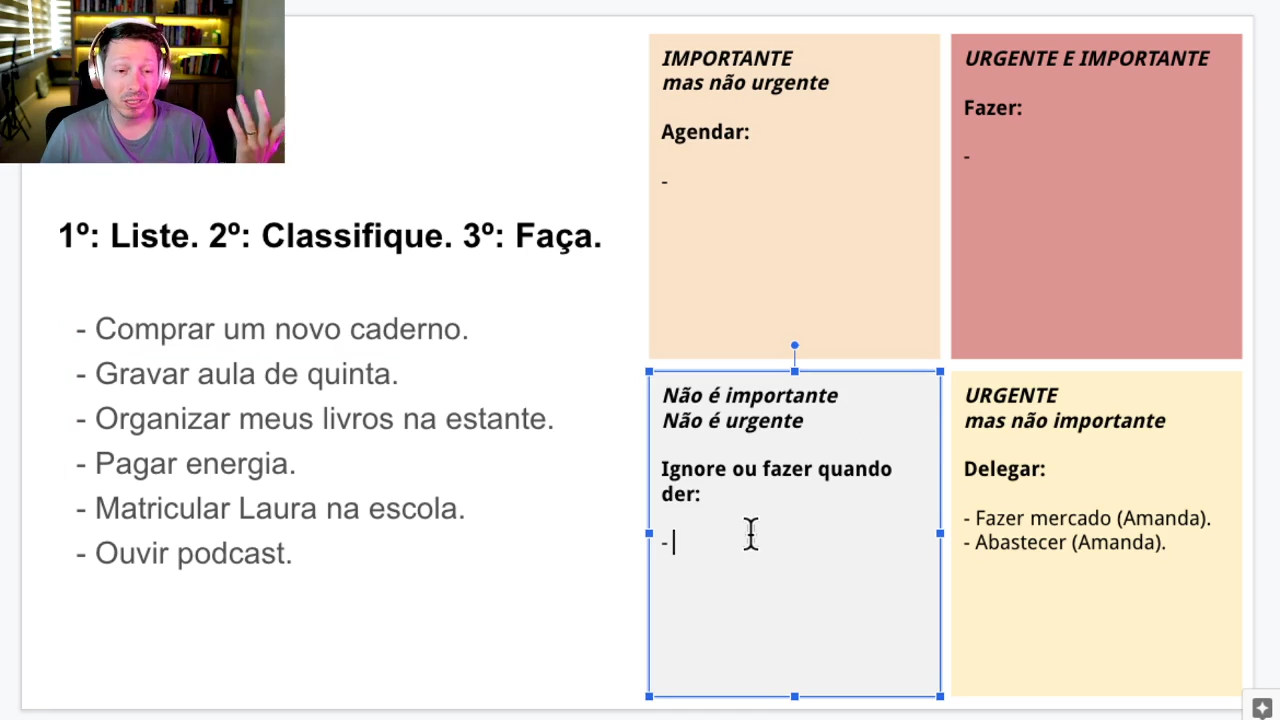 1º: Liste. 2º: Classifique. 3º: Faça.
- Comprar um novo caderno.
- Gravar aula de quinta.
- Organizar meus livros na estante.
- Pagar energia.
- Matricular Laura na escola.
- Ouvir podcast.
IMPORTANTE
mas não urgente
Agendar:
-
URGENTE E IMPORTANTE
Fazer:
-
Não é importante
Não é urgente
Ignore ou fazer quando
der:
-
URGENTE
mas não importante
Delegar:
- Fazer mercado (Amanda).
- Abastecer (Amanda).